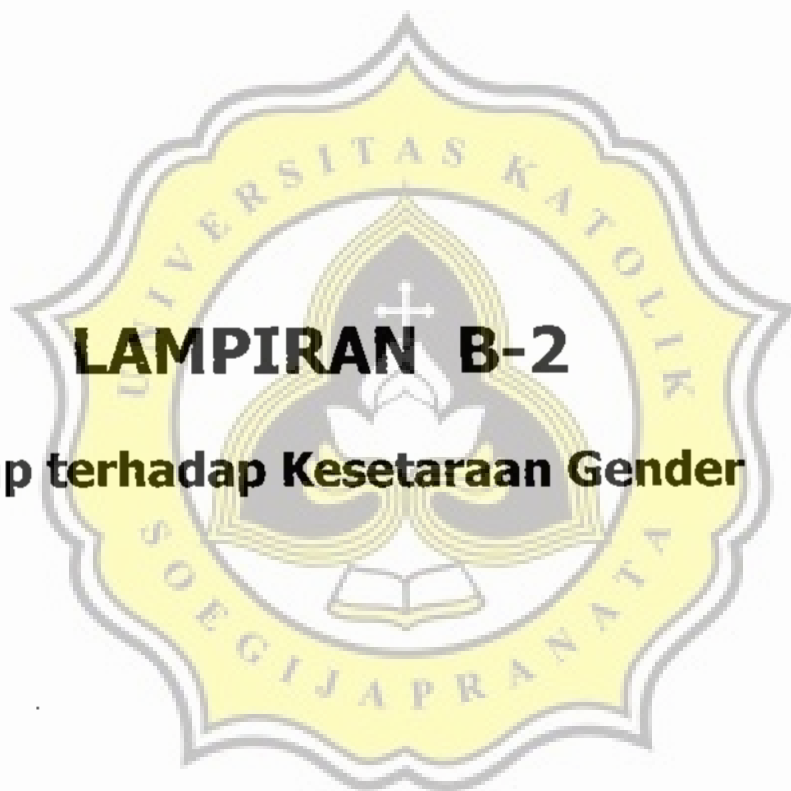 UNIVERSITAS KATOLIK
LAMPIRAN B-2
p terhadap Kesetaraan Gender
SOEGIJAPRANATA